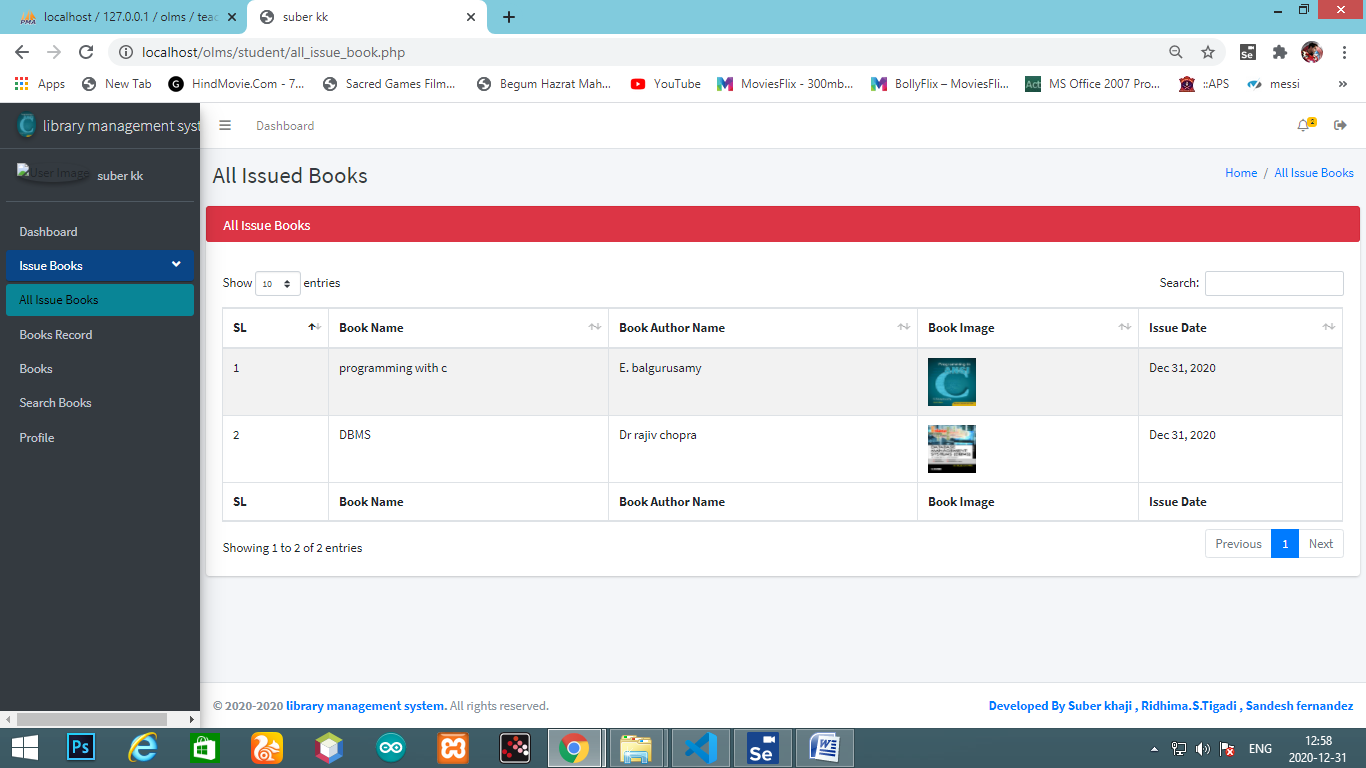 localhost / 127.0.0.1 / olms / teac
suber kk
localhost/olms/student/all_issue_book.php
Apps
New Tab
HindMovie.Com - 7...
Sacred Games Film...
Begum Hazrat Mah...
YouTube
MoviesFlix - 300mb...
BollyFlix – MoviesFli...
MS Office 2007 Pro...
::APS
messi
»
library management syst
Dashboard
2
User Image
suber kk
All Issued Books
Home / All Issue Books
Dashboard
Issue Books
All Issue Books
Books Record
Books
Search Books
Profile
All Issue Books
Show 10 entries
Search:
SL Book Name Book Author Name Book Image Issue Date
1 programming with c E. balgurusamy Dec 31, 2020
2 DBMS Dr rajiv chopra Dec 31, 2020
SL Book Name Book Author Name Book Image Issue Date
Showing 1 to 2 of 2 entries
Previous 1 Next
© 2020-2020 library management system. All rights reserved.
Developed By Suber khaji , Ridhima.S.Tigadi , Sandesh fernandez
ENG
12:58
2020-12-31